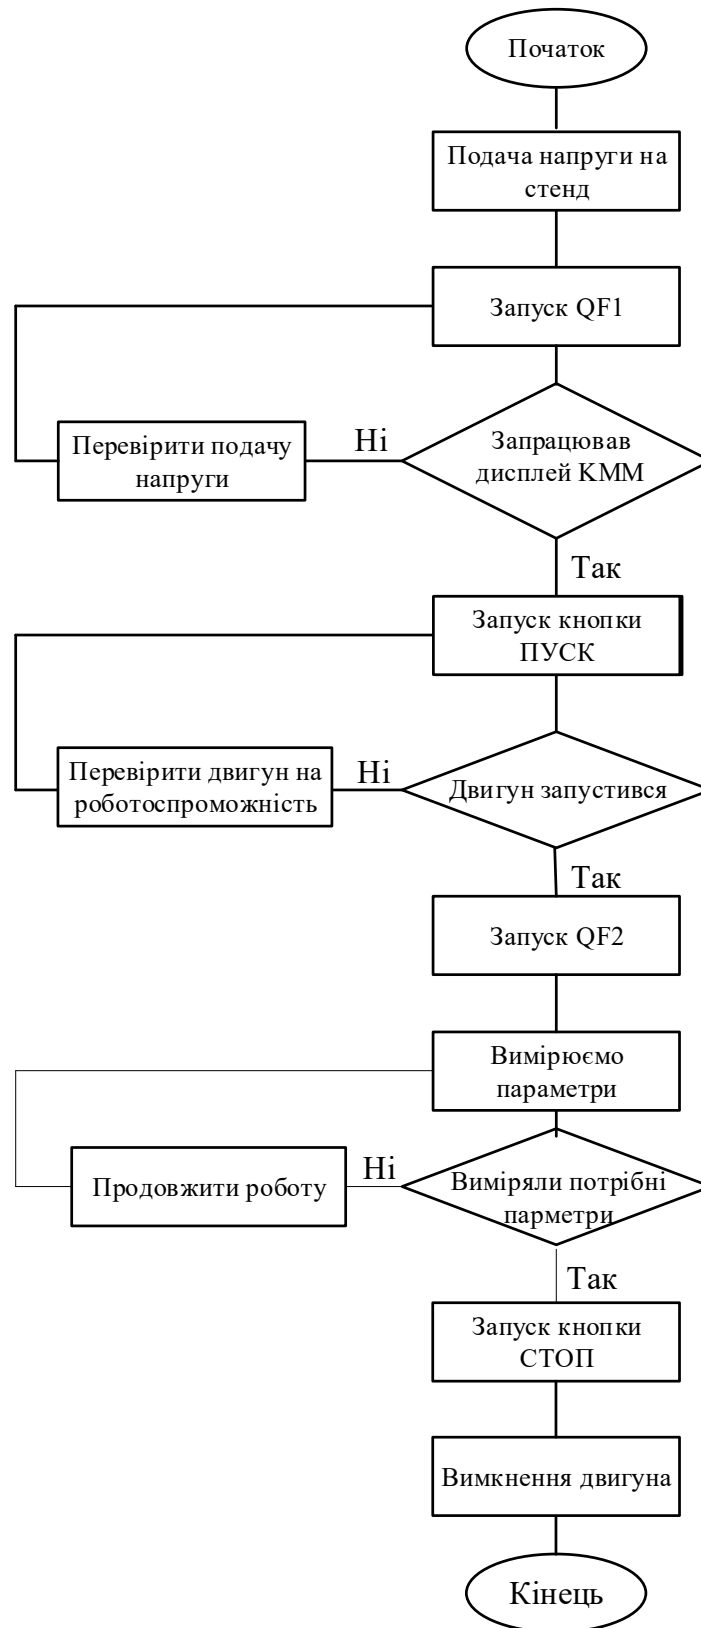 Початок
Подача напруги на
стенд
Запуск QF1
Запрацював
дисплей КММ
Ні
Перевірити подачу
напруги
Так
Запуск кнопки
ПУСК
Двигун запустився
Ні
Перевірити двигун на
роботоспроможність
Так
Запуск QF2
Вимірюємо
параметри
Виміряли потрібні
парметри
Ні
Продовжити роботу
Так
Запуск кнопки
СТОП
Вимкнення двигуна
Кінець